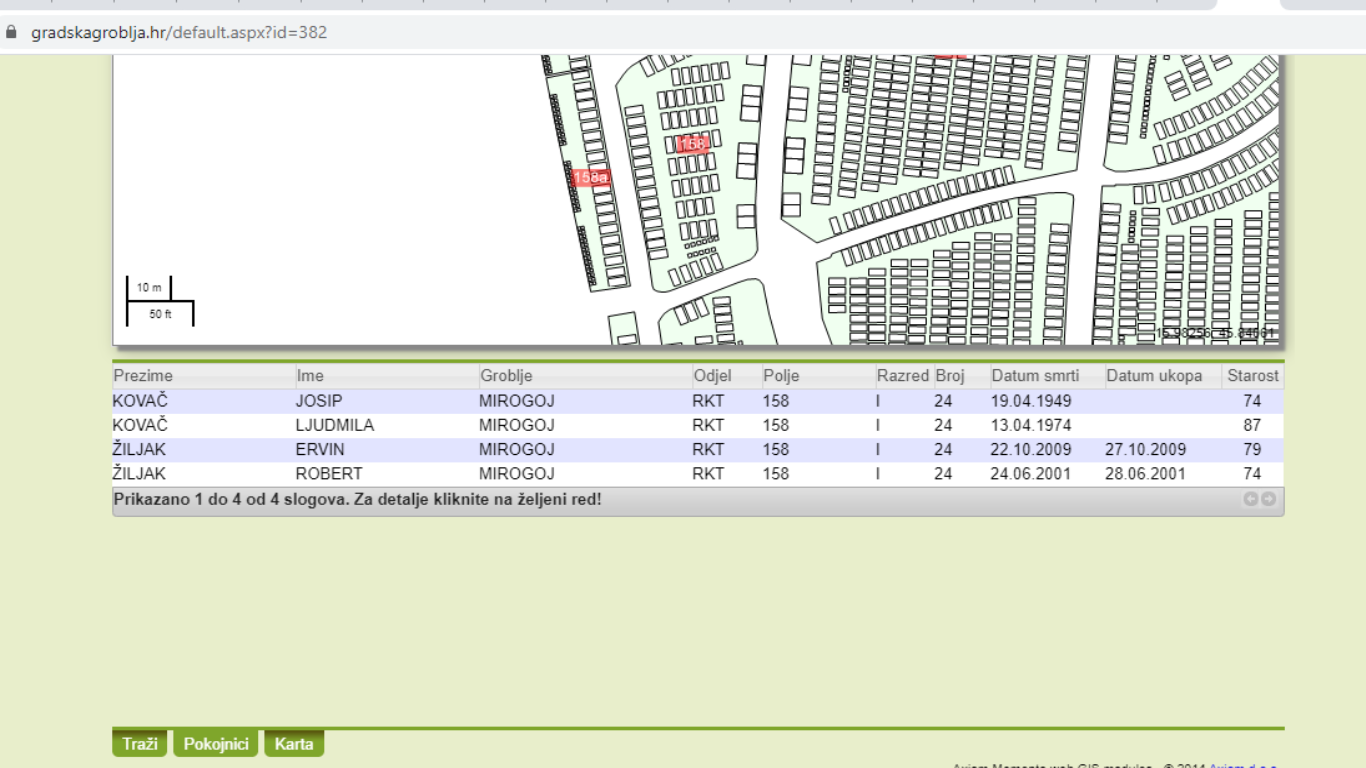 gradskagroblja.hr/default.aspx?id=382
158
158a
10 m
50 ft
15.98256, 45.84061
Prezime Ime Groblje Odjel Polje Razred Broj Datum smrti Datum ukopa Starost
KOVAČ JOSIP MIROGOJ RKT 158 I 24 19.04.1949 74
KOVAČ LJUDMILA MIROGOJ RKT 158 I 24 13.04.1974 87
ŽILJAK ERVIN MIROGOJ RKT 158 I 24 22.10.2009 27.10.2009 79
ŽILJAK ROBERT MIROGOJ RKT 158 I 24 24.06.2001 28.06.2001 74
Prikazano 1 do 4 od 4 slogova. Za detalje kliknite na željeni red!
Traži Pokojnici Karta